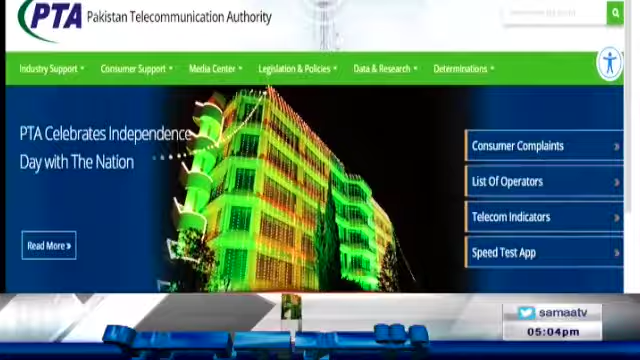 PTA Pakistan Telecommunication Authority
Industry Support Consumer Support Media Center Legislation & Policies Data & Research Determinations
PTA Celebrates Independence
Day with The Nation
Read More »
Consumer Complaints »
List Of Operators »
Telecom Indicators »
Speed Test App »
samaatv
05:04pm